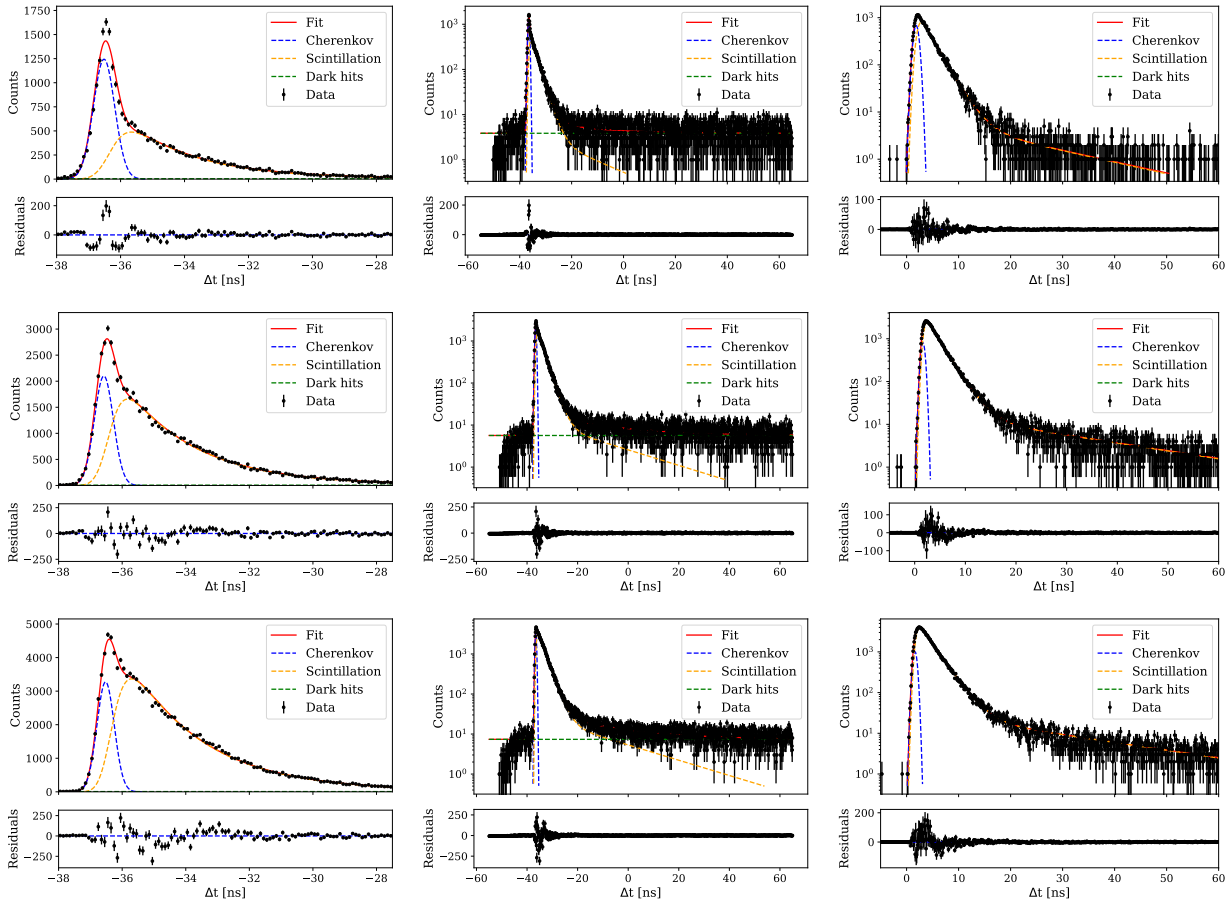 1750
1500
1250
1000
750
500
250
0
Counts
Fit
Cherenkov
Scintillation
Dark hits
Data
200
0
Residuals
−38 −36 −34 −32 −30 −28
Δt [ns]
10³
10²
10¹
10⁰
Counts
Fit
Cherenkov
Scintillation
Dark hits
Data
200
0
Residuals
−60 −40 −20 0 20 40 60
Δt [ns]
10³
10²
10¹
10⁰
Counts
Fit
Cherenkov
Scintillation
Dark hits
Data
100
0
Residuals
0 10 20 30 40 50 60
Δt [ns]
3000
2500
2000
1500
1000
500
0
Counts
Fit
Cherenkov
Scintillation
Dark hits
Data
250
0
−250
Residuals
−38 −36 −34 −32 −30 −28
Δt [ns]
10³
10²
10¹
10⁰
Counts
Fit
Cherenkov
Scintillation
Dark hits
Data
250
0
−250
Residuals
−40 −20 0 20 40 60
Δt [ns]
10³
10²
10¹
10⁰
Counts
Fit
Cherenkov
Scintillation
Dark hits
Data
100
0
−100
Residuals
0 10 20 30 40 50 60
Δt [ns]
5000
4000
3000
2000
1000
0
Counts
Fit
Cherenkov
Scintillation
Dark hits
Data
250
0
−250
Residuals
−38 −36 −34 −32 −30 −28
Δt [ns]
10³
10²
10¹
10⁰
Counts
Fit
Cherenkov
Scintillation
Dark hits
Data
250
0
−250
Residuals
−60 −40 −20 0 20 40 60
Δt [ns]
10³
10²
10¹
10⁰
Counts
Fit
Cherenkov
Scintillation
Dark hits
Data
200
0
Residuals
0 10 20 30 40 50 60
Δt [ns]